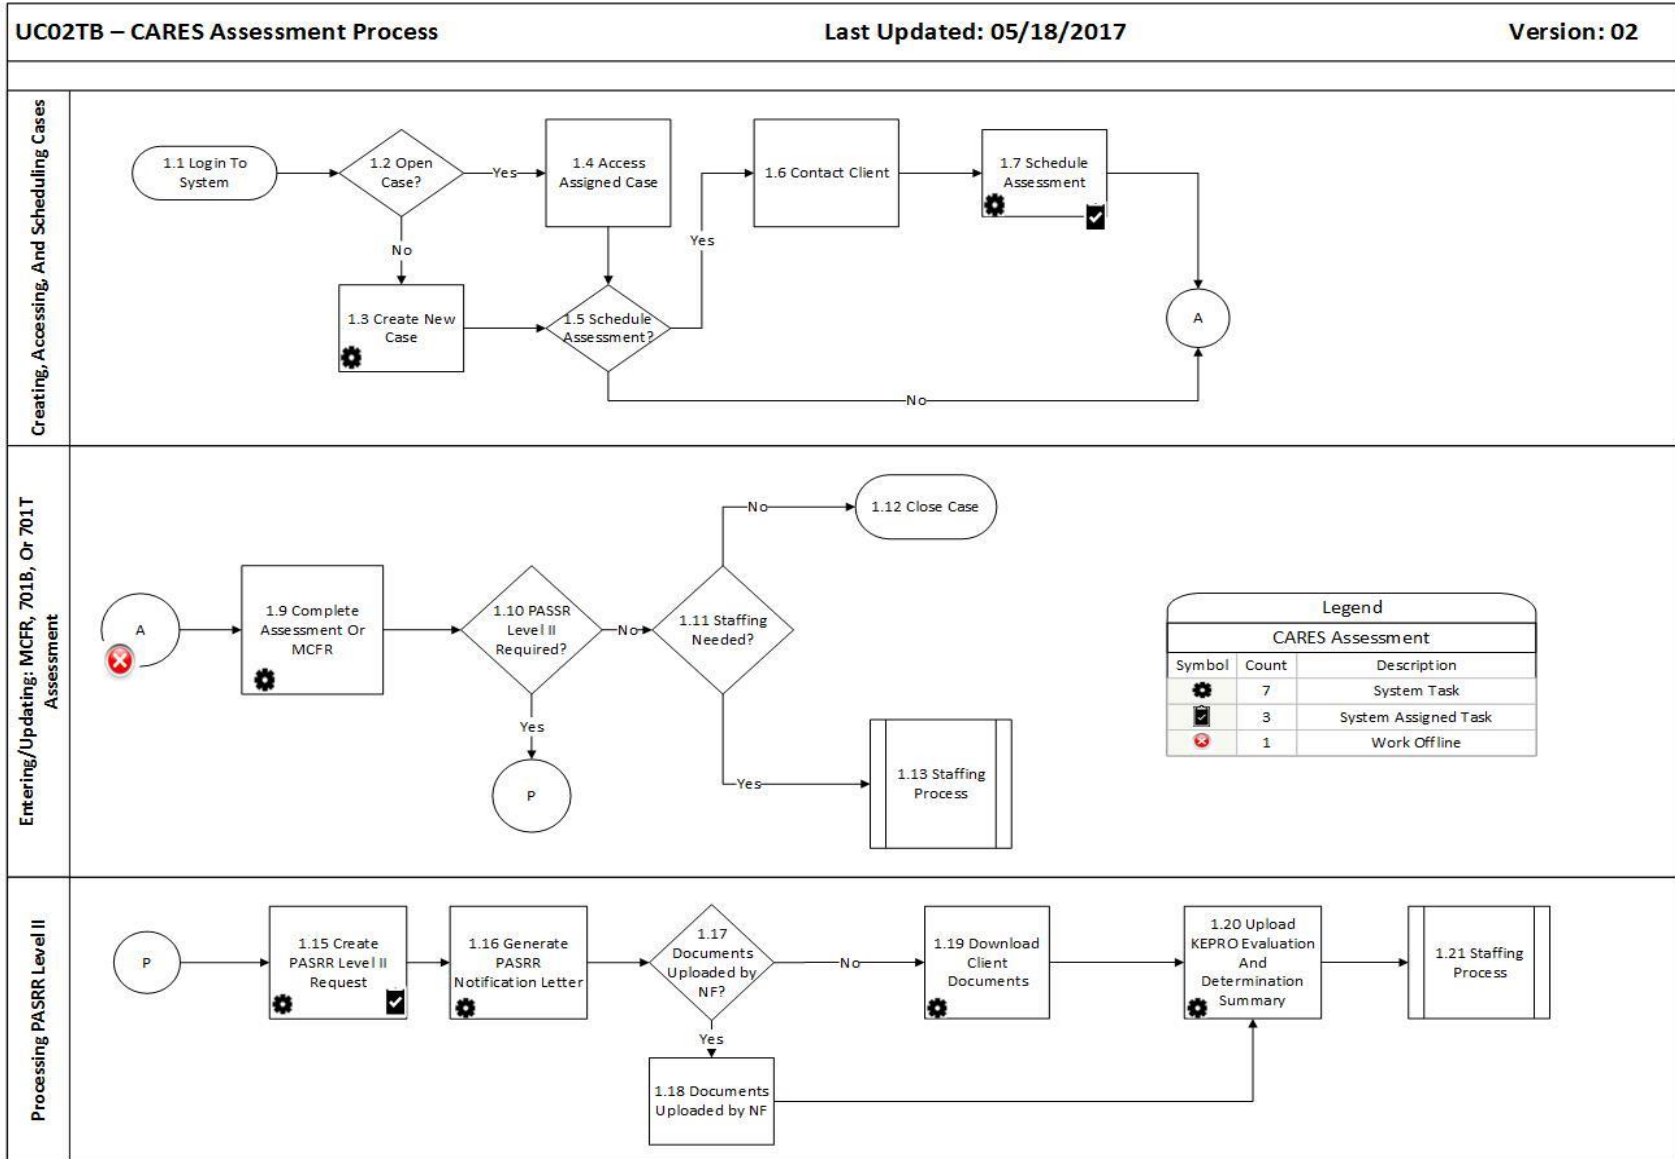 UC02TB – CARES Assessment Process
Last Updated: 05/18/2017
Version: 02
Creating, Accessing, And Scheduling Cases
1.1 Login To
System
1.2 Open
Case?
Yes
1.4 Access
Assigned Case
1.6 Contact Client
1.7 Schedule
Assessment
No
Yes
1.3 Create New
Case
1.5 Schedule
Assessment?
A
No
Entering/Updating: MCFR, 701B, Or 701T
Assessment
No
1.12 Close Case
A
1.9 Complete
Assessment Or
MCFR
1.10 PASSR
Level II
Required?
No
1.11 Staffing
Needed?
Yes
P
Yes
1.13 Staffing
Process
Legend
CARES Assessment
Symbol Count Description
7 System Task
3 System Assigned Task
1 Work Offline
Processing PASRR Level II
P
1.15 Create
PASRR Level II
Request
1.16 Generate
PASRR
Notification Letter
1.17
Documents
Uploaded by
NF?
No
1.19 Download
Client
Documents
1.20 Upload
KEPRO Evaluation
And
Determination
Summary
1.21 Staffing
Process
Yes
1.18 Documents
Uploaded by NF